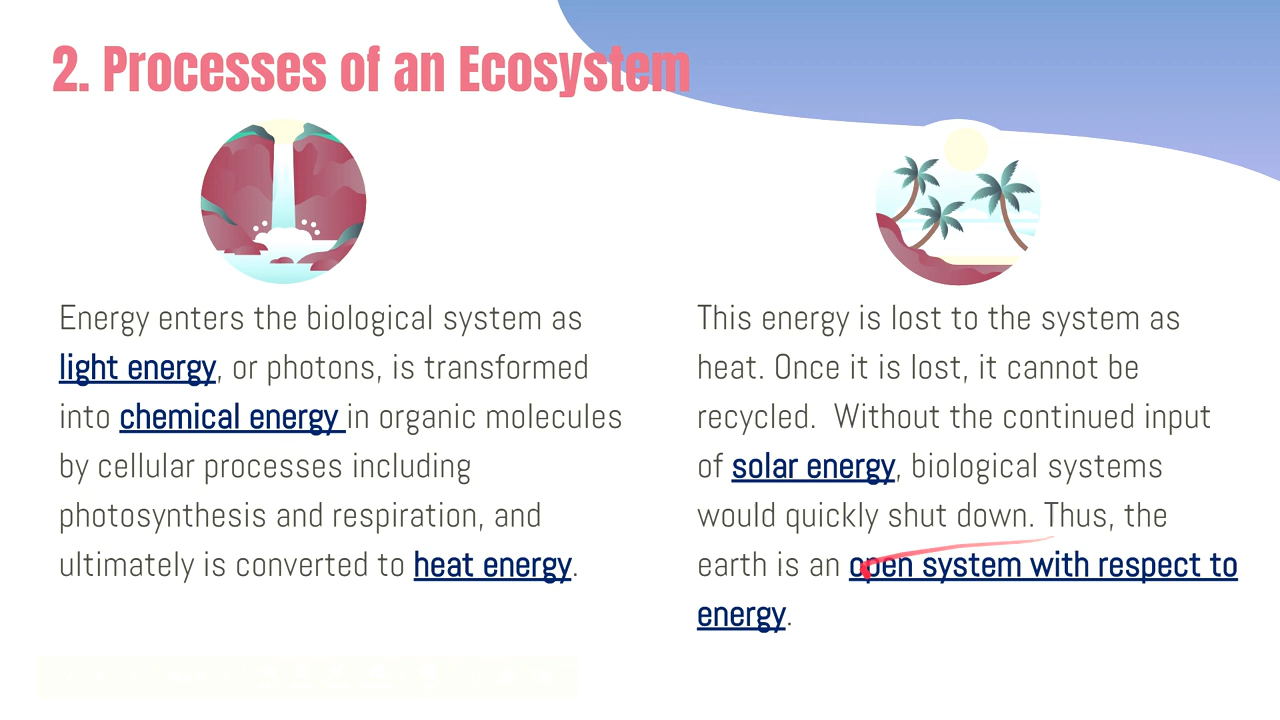 2. Processes of an Ecosystem
Energy enters the biological system as
light energy, or photons, is transformed
into chemical energy in organic molecules
by cellular processes including
photosynthesis and respiration, and
ultimately is converted to heat energy.
This energy is lost to the system as
heat. Once it is lost, it cannot be
recycled.  Without the continued input
of solar energy, biological systems
would quickly shut down. Thus, the
earth is an open system with respect to
energy.